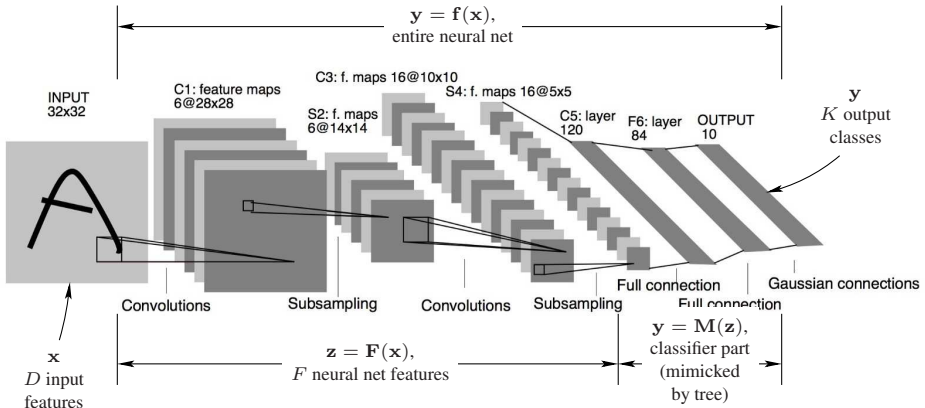 y = f(x),
entire neural net
INPUT
32x32
C1: feature maps
6@28x28
C3: f. maps 16@10x10
S2: f. maps
6@14x14
S4: f. maps 16@5x5
C5: layer
120
F6: layer
84
OUTPUT
10
y
K output
classes
Convolutions
Subsampling
Convolutions
Subsampling
Full connection
Full connection
Gaussian connections
x
D input
features
z = F(x),
F neural net features
y = M(z),
classifier part
(mimicked
by tree)